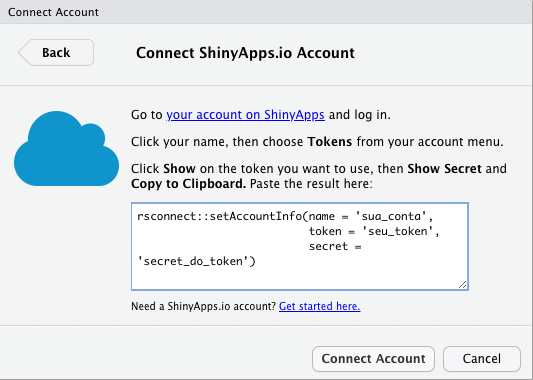 Connect Account
Back
Connect ShinyApps.io Account
Go to your account on ShinyApps and log in.
Click your name, then choose Tokens from your account menu.
Click Show on the token you want to use, then Show Secret and
Copy to Clipboard. Paste the result here:
rsconnect::setAccountInfo(name = 'sua_conta',
token = 'seu_token',
secret =
'secret_do_token')
Need a ShinyApps.io account? Get started here.
Connect Account
Cancel